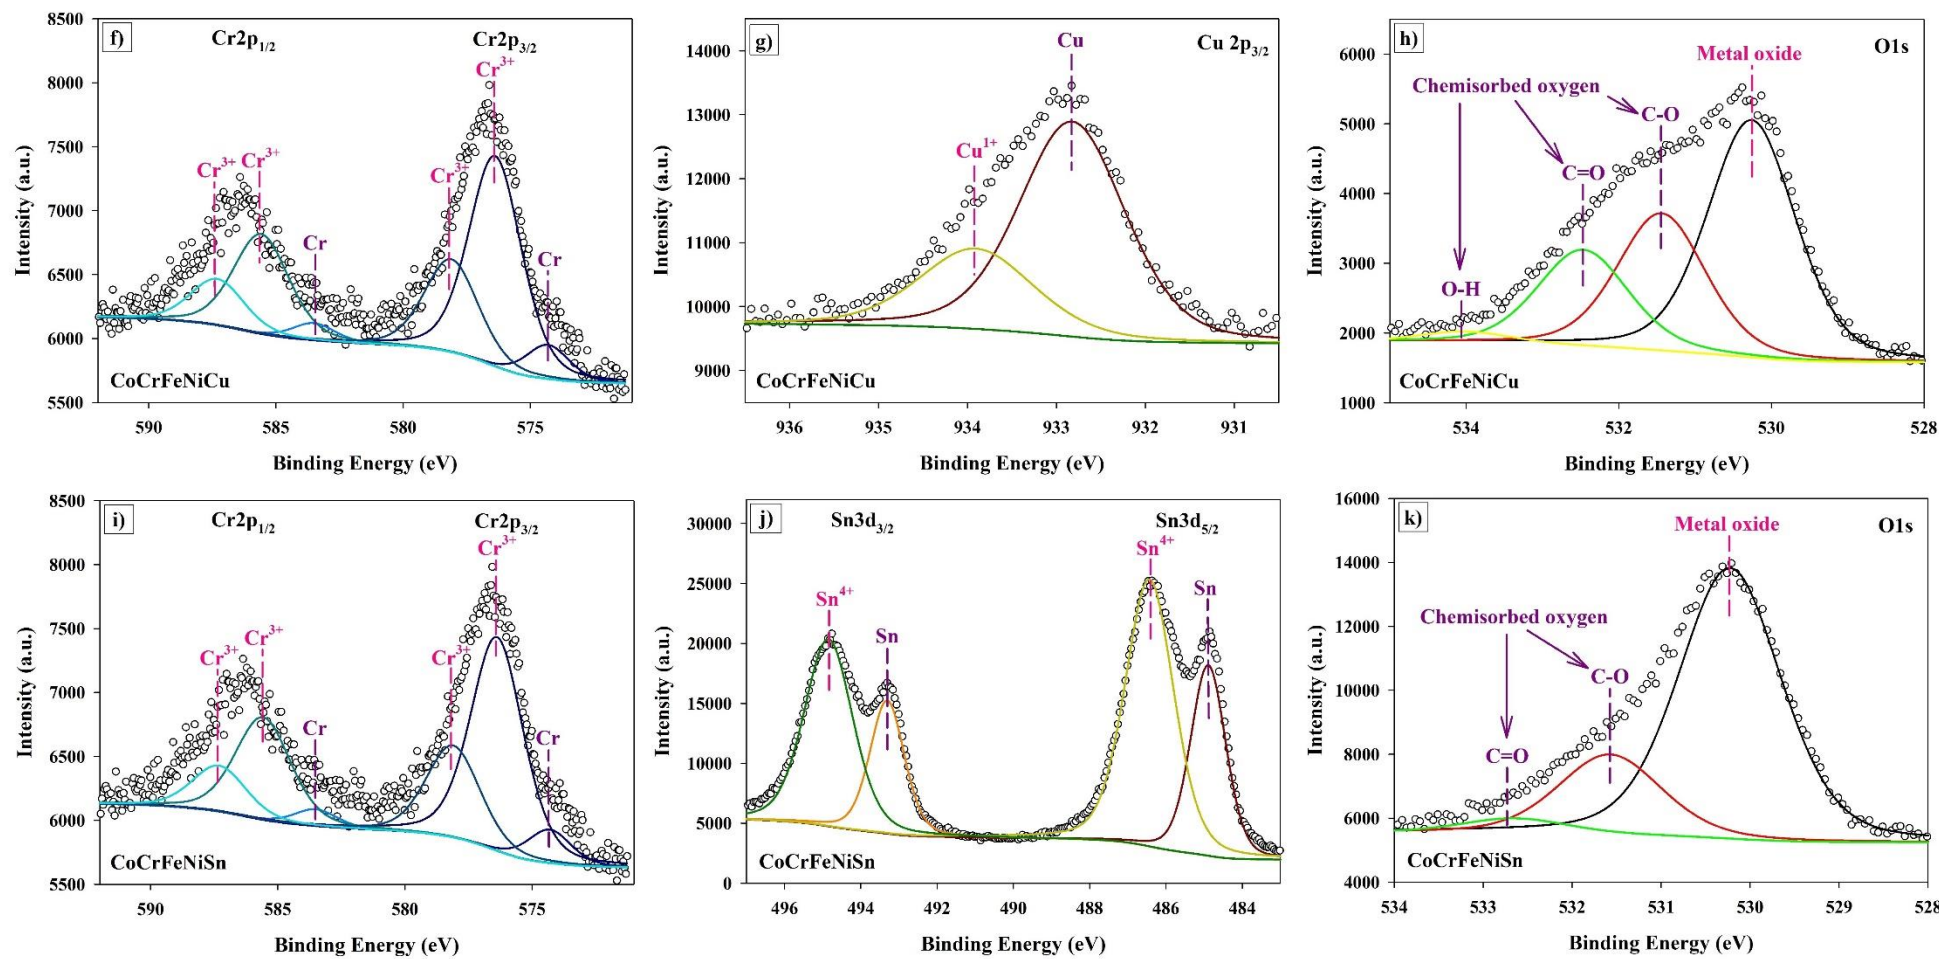 f)
Cr2p1/2
Cr2p3/2
Cr3+
Cr3+
Cr3+
Cr3+
Cr
Cr
CoCrFeNiCu
8500
8000
7500
7000
6500
6000
5500
590
585
580
575
Intensity (a.u.)
Binding Energy (eV)
g)
Cu 2p3/2
Cu
Cu1+
CoCrFeNiCu
14000
13000
12000
11000
10000
9000
936
935
934
933
932
931
Intensity (a.u.)
Binding Energy (eV)
h)
O1s
Metal oxide
Chemisorbed oxygen
C-O
C=O
O-H
CoCrFeNiCu
6000
5000
4000
3000
2000
1000
534
532
530
528
Intensity (a.u.)
Binding Energy (eV)
i)
Cr2p1/2
Cr2p3/2
Cr3+
Cr3+
Cr3+
Cr3+
Cr
Cr
CoCrFeNiSn
8500
8000
7500
7000
6500
6000
5500
590
585
580
575
Intensity (a.u.)
Binding Energy (eV)
j)
Sn3d3/2
Sn3d5/2
Sn4+
Sn4+
Sn
Sn
CoCrFeNiSn
30000
25000
20000
15000
10000
5000
0
496
494
492
490
488
486
484
Intensity (a.u.)
Binding Energy (eV)
k)
O1s
Metal oxide
Chemisorbed oxygen
C-O
C=O
CoCrFeNiSn
16000
14000
12000
10000
8000
6000
4000
534
533
532
531
530
529
528
Intensity (a.u.)
Binding Energy (eV)